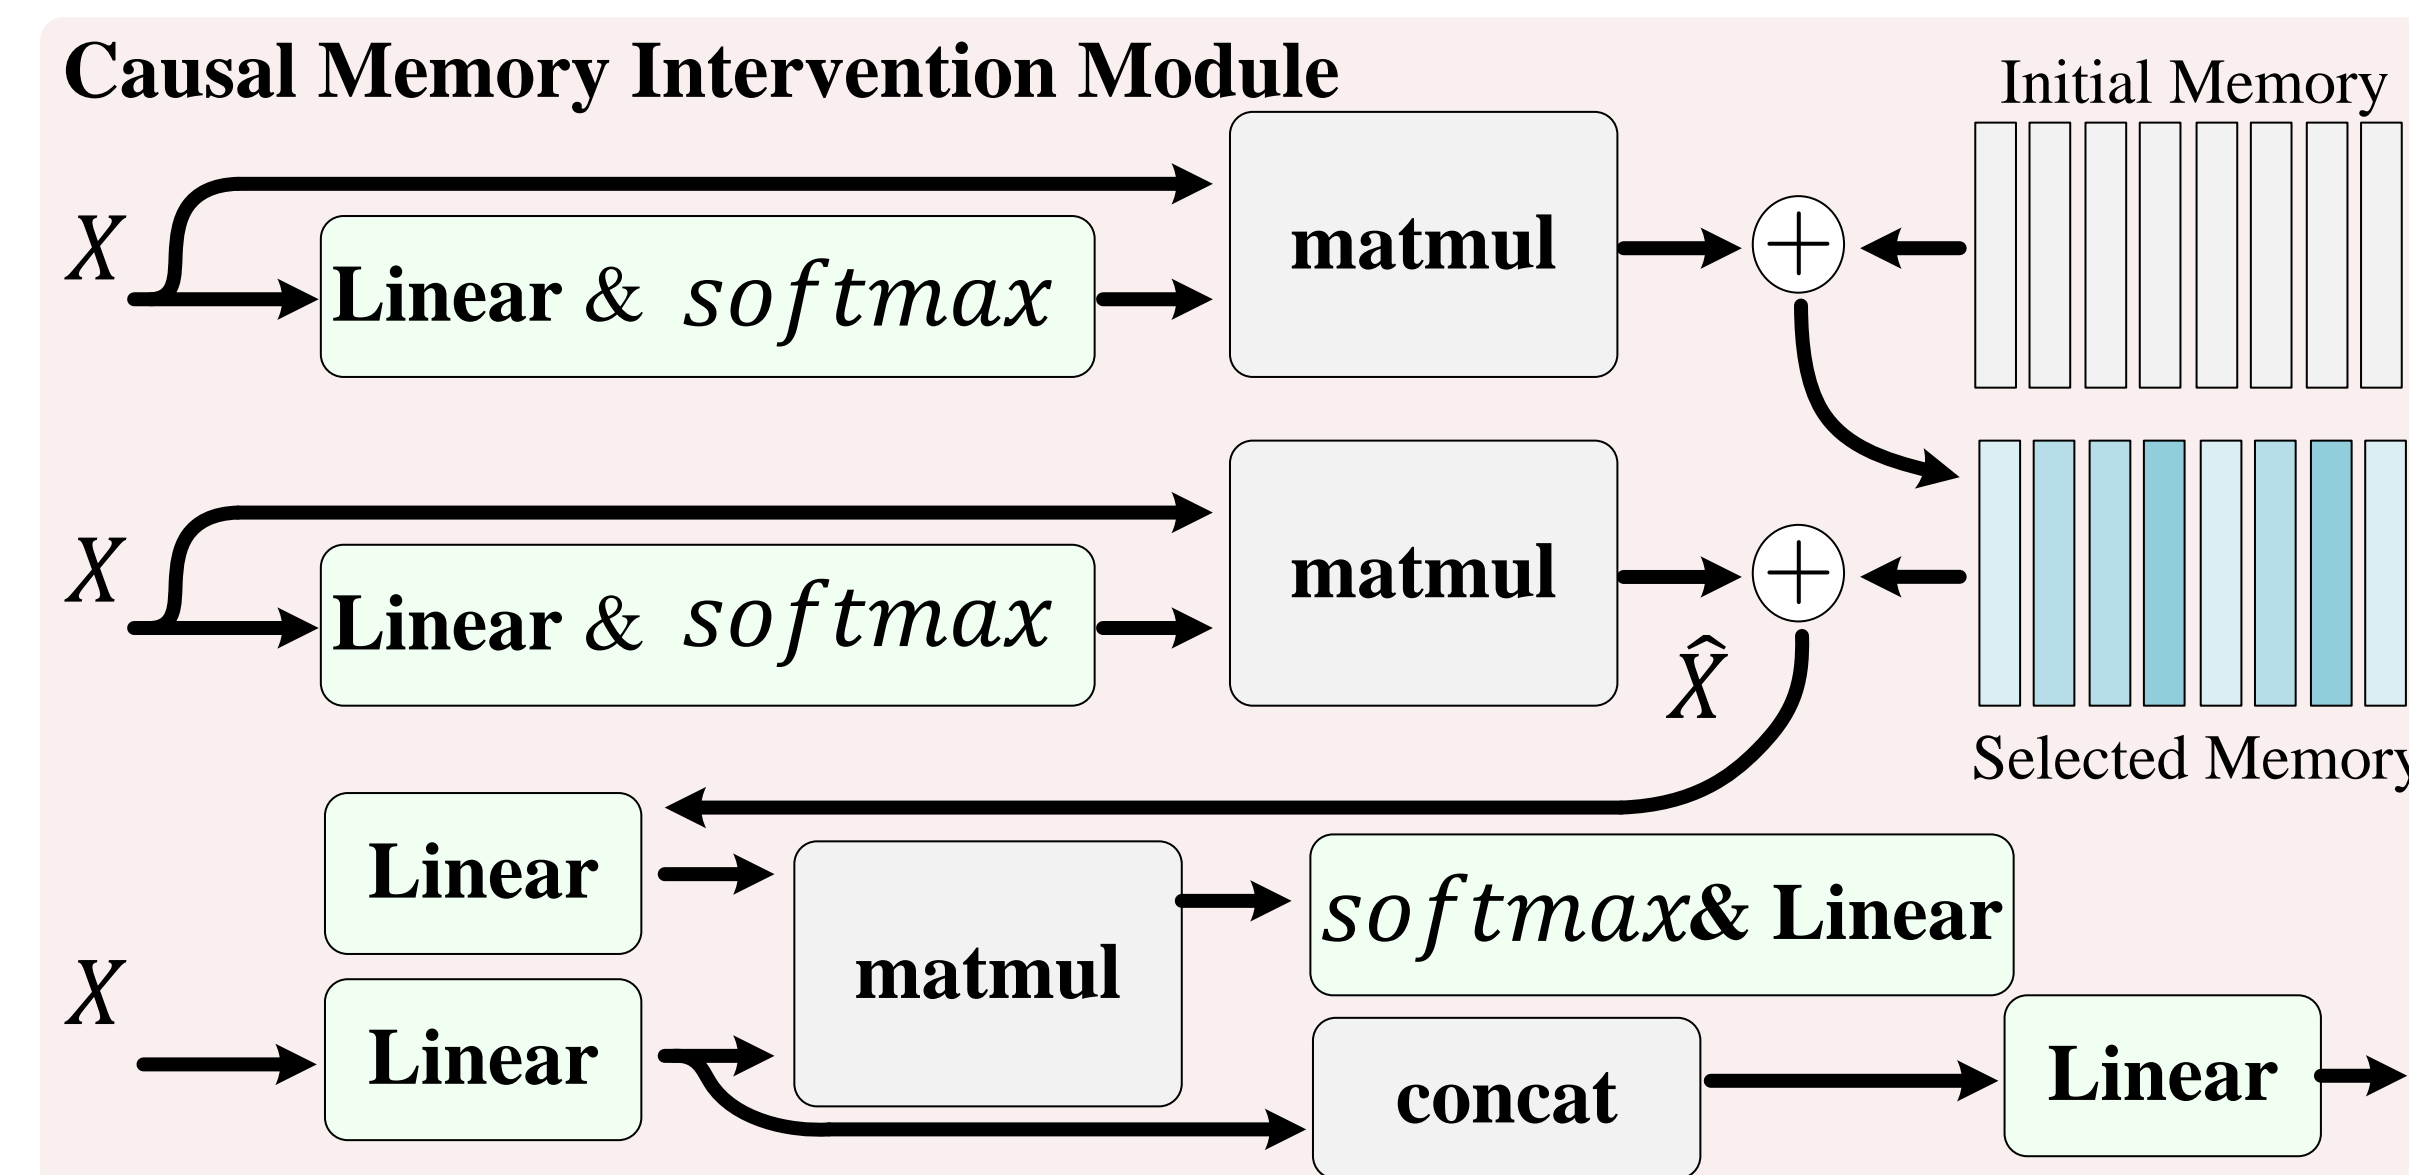 Causal Memory Intervention Module
Initial Memory
X
Linear & softmax
matmul
X
Linear & softmax
matmul
X̂
Selected Memory
Linear
matmul
softmax& Linear
X
Linear
concat
Linear